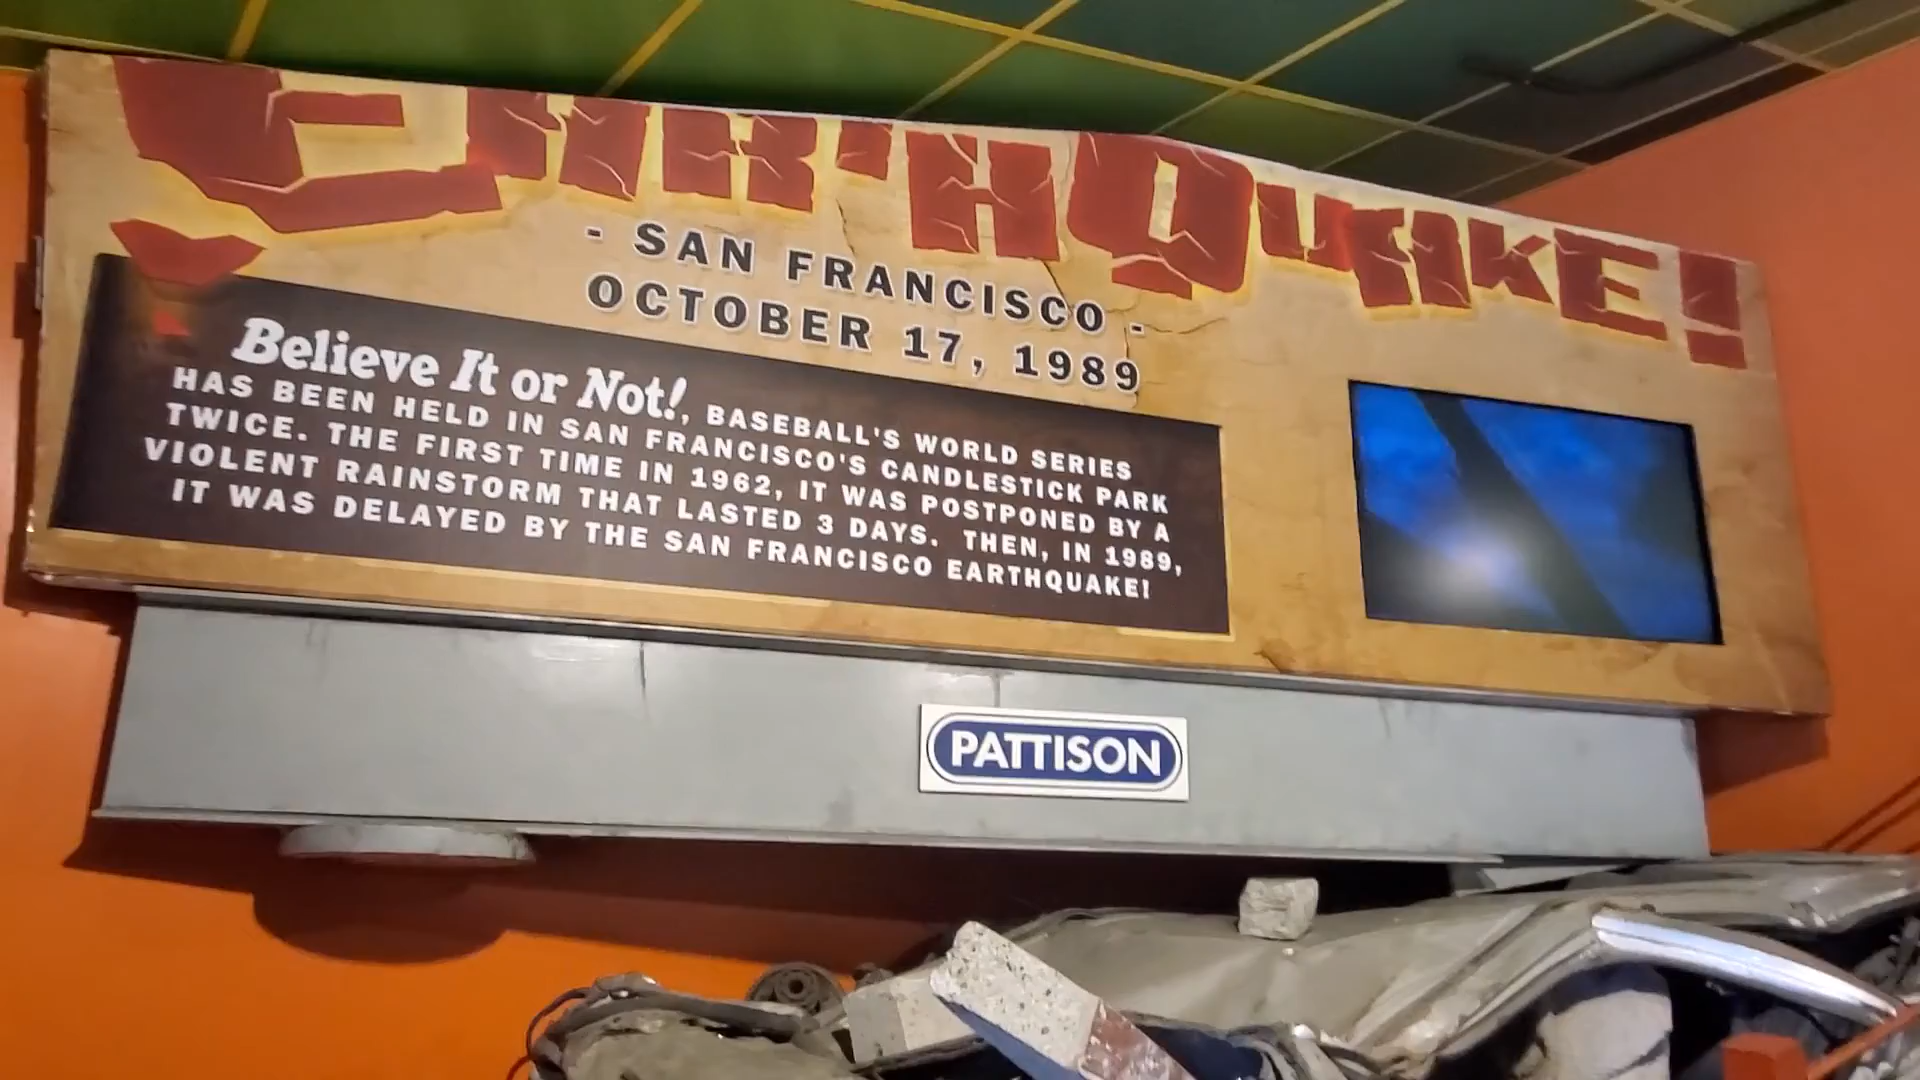 EARTHQUAKE!
- SAN FRANCISCO -
OCTOBER 17, 1989
Believe It or Not!, BASEBALL'S WORLD SERIES
HAS BEEN HELD IN SAN FRANCISCO'S CANDLESTICK PARK
TWICE. THE FIRST TIME IN 1962, IT WAS POSTPONED BY A
VIOLENT RAINSTORM THAT LASTED 3 DAYS. THEN, IN 1989,
IT WAS DELAYED BY THE SAN FRANCISCO EARTHQUAKE!
PATTISON